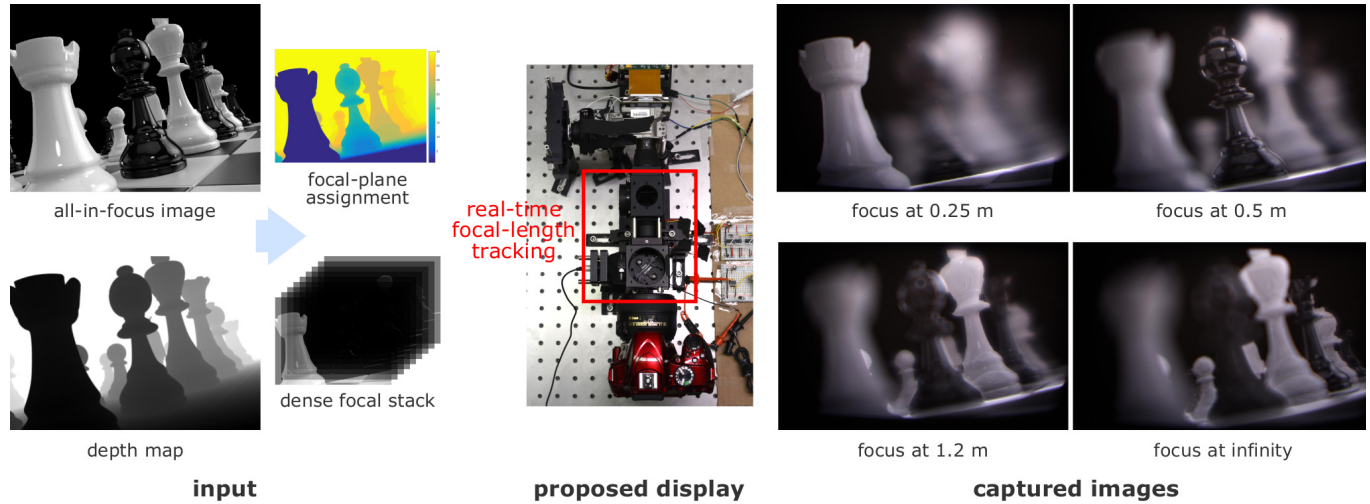 all-in-focus image
focal-plane
assignment
depth map
dense focal stack
input
real-time
focal-length
tracking
proposed display
focus at 0.25 m
focus at 0.5 m
focus at 1.2 m
focus at infinity
captured images